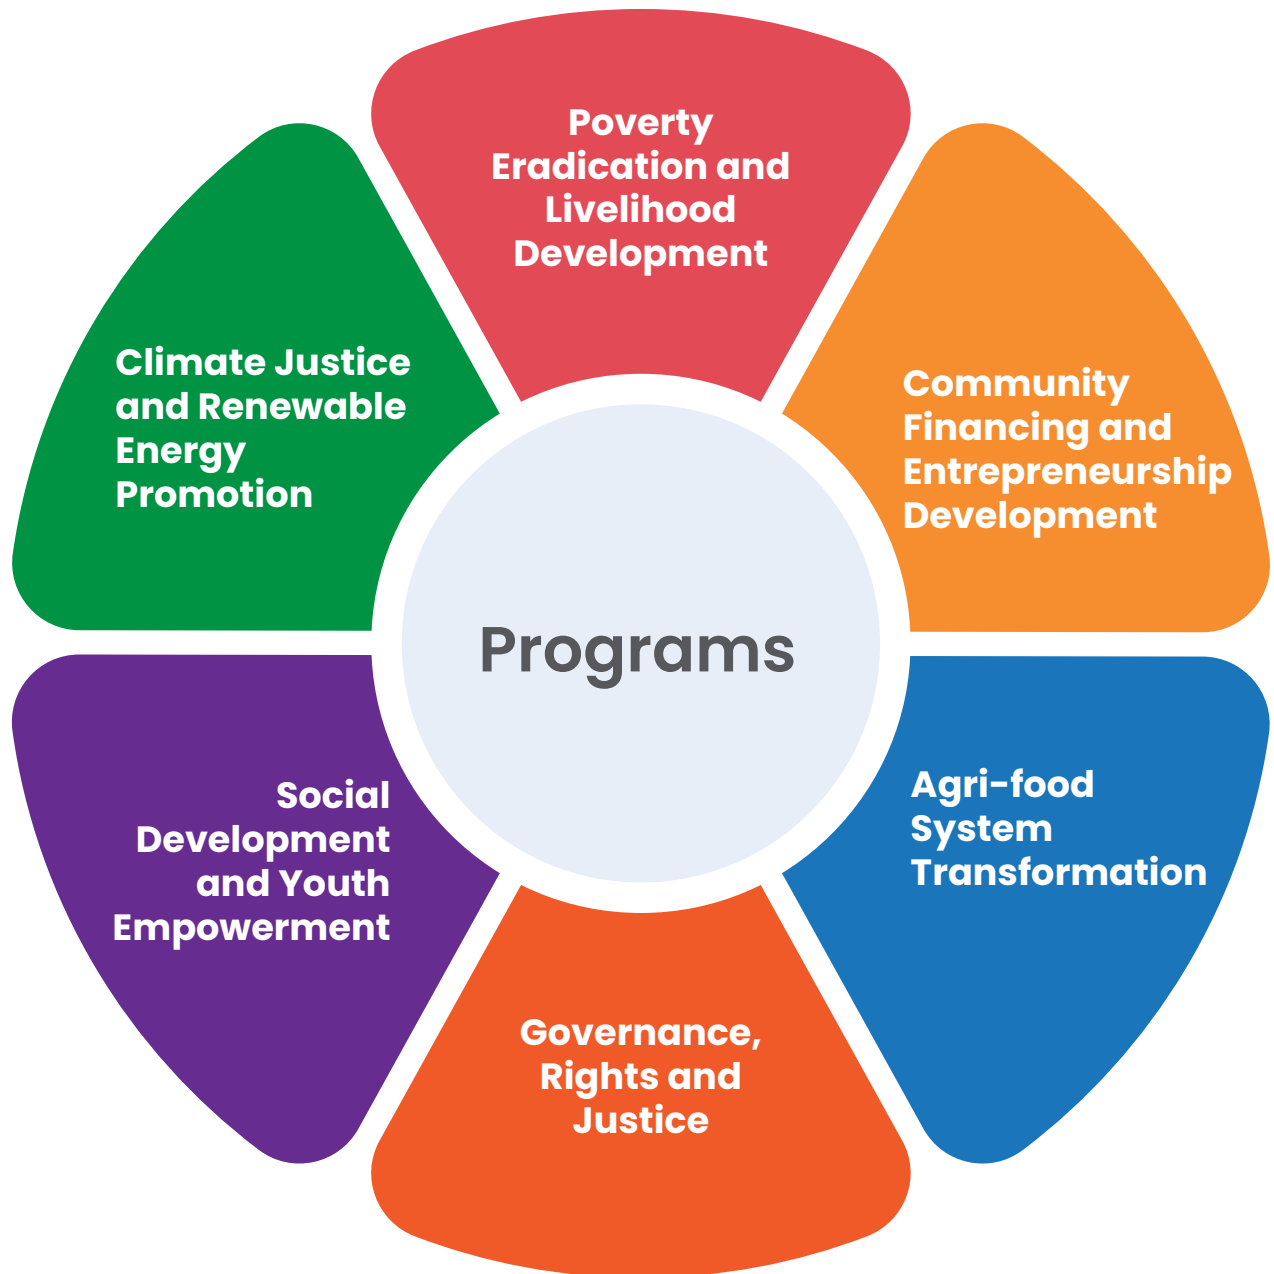 Poverty
Eradication and
Livelihood
Development
Community
Financing and
Entrepreneurship
Development
Agri-food
System
Transformation
Governance,
Rights and
Justice
Social
Development
and Youth
Empowerment
Climate Justice
and Renewable
Energy
Promotion
Programs